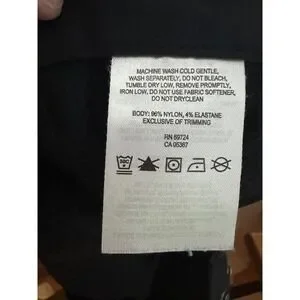 MACHINE WASH COLD GENTLE,
WASH SEPARATELY, DO NOT BLEACH,
TUMBLE DRY LOW, REMOVE PROMPTLY,
IRON LOW, DO NOT USE FABRIC SOFTENER,
DO NOT DRYCLEAN
BODY: 96% NYLON, 4% ELASTANE
EXCLUSIVE OF TRIMMING
RN 69724
CA 05367